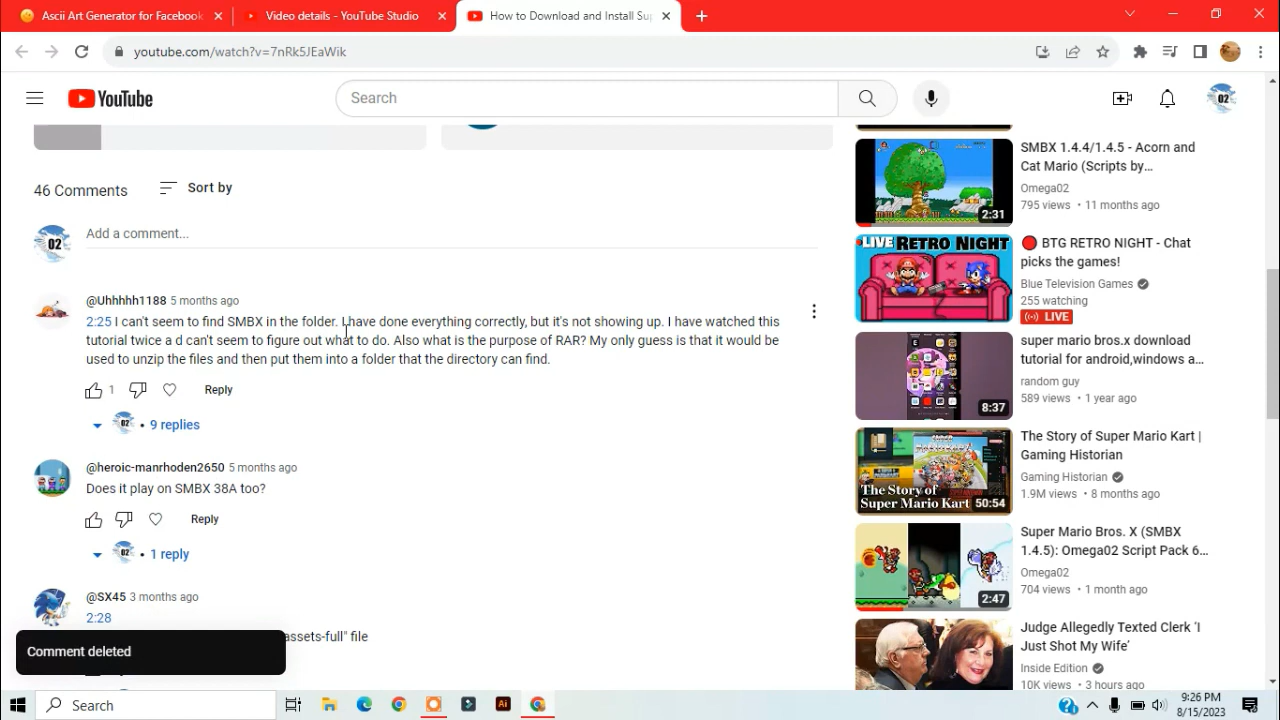 Ascii Art Generator for Facebook
Video details - YouTube Studio
How to Download and Install Su
youtube.com/watch?v=7nRk5JEaWik
YouTube
Search
02
46 Comments
Sort by
02
Add a comment...
@Uhhhhh1188 5 months ago
2:25 I can't seem to find SMBX in the folder. I have done everything correctly, but it's not showing up. I have watched this
tutorial twice a d can't seem to figure out what to do. Also what is the purpose of RAR? My only guess is that it would be
used to unzip the files and then put them into a folder that the directory can find.
1
Reply
02
• 9 replies
@heroic-manrhoden2650 5 months ago
Does it play on SMBX 38A too?
Reply
02
• 1 reply
@SX45 3 months ago
2:28
assets-full" file
Comment deleted
SMBX 1.4.4/1.4.5 - Acorn and
Cat Mario (Scripts by...
Omega02
795 views • 11 months ago
2:31
LIVE RETRO NIGHT
🔴 BTG RETRO NIGHT - Chat
picks the games!
Blue Television Games
255 watching
LIVE
super mario bros.x download
tutorial for android,windows a...
random guy
589 views • 1 year ago
8:37
The Story of Super Mario Kart |
Gaming Historian
Gaming Historian
1.9M views • 8 months ago
The Story of
Super Mario Kart
50:54
Super Mario Bros. X (SMBX
1.4.5): Omega02 Script Pack 6...
Omega02
704 views • 1 month ago
2:47
Judge Allegedly Texted Clerk 'I
Just Shot My Wife'
Inside Edition
10K views • 3 hours ago
Search
Ai
9:26 PM
8/15/2023